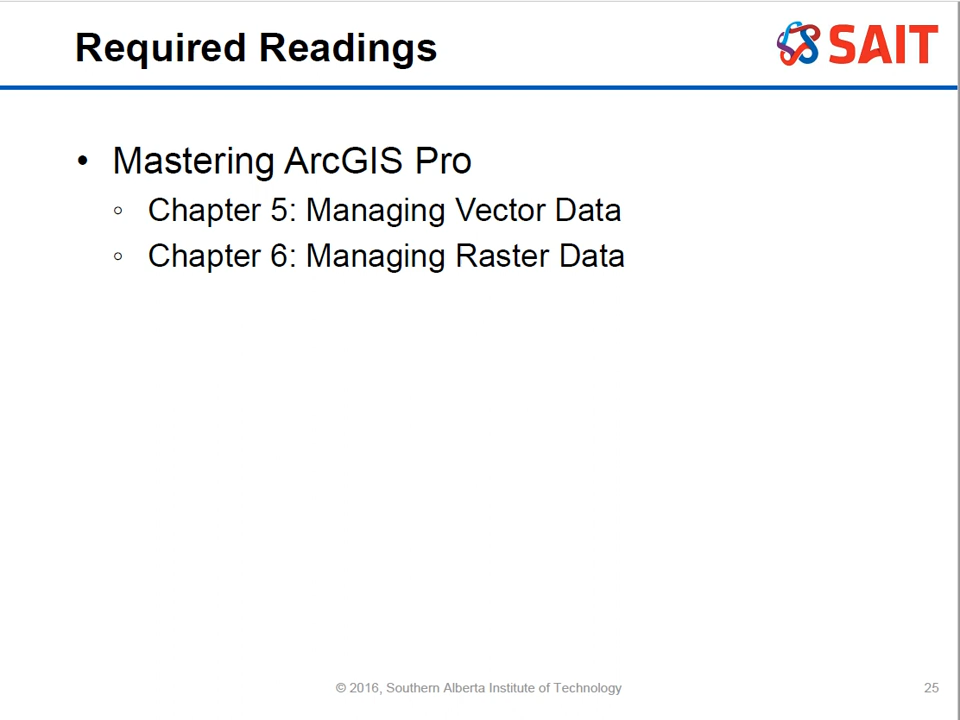 Required Readings
SAIT
• Mastering ArcGIS Pro
◦ Chapter 5: Managing Vector Data
◦ Chapter 6: Managing Raster Data
© 2016, Southern Alberta Institute of Technology
25